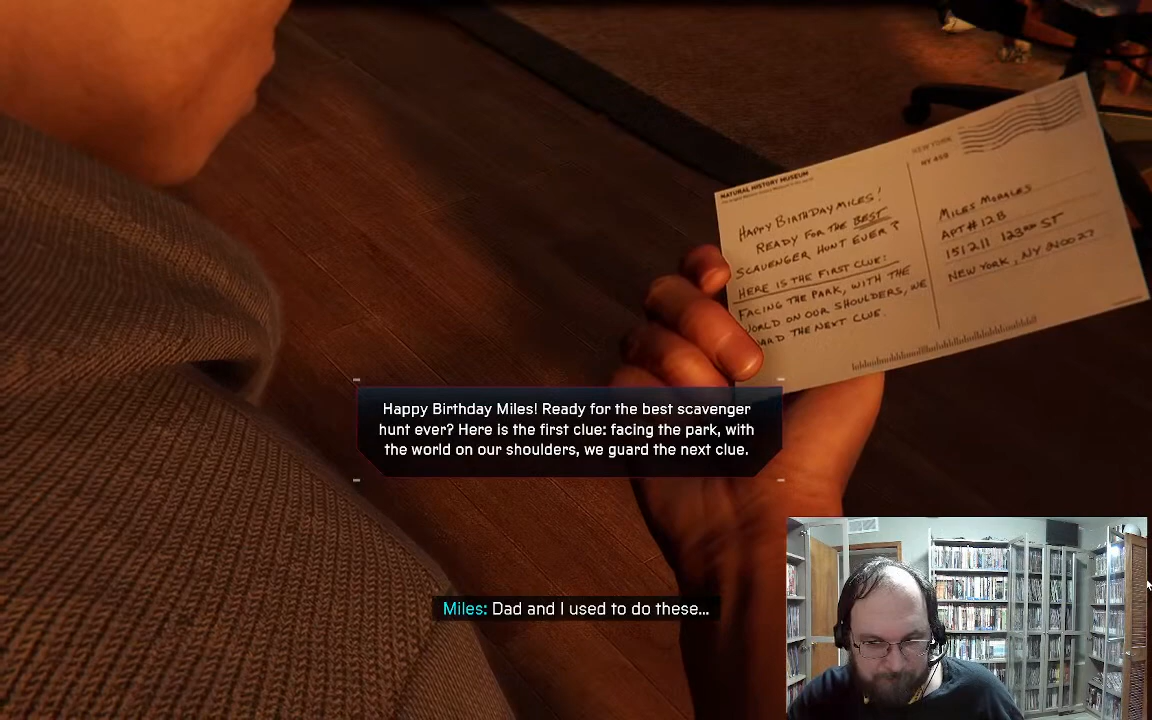 NATURAL HISTORY MUSEUM
HAPPY BIRTHDAY MILES!
READY FOR THE BEST
SCAVENGER HUNT EVER?
HERE IS THE FIRST CLUE:
FACING THE PARK, WITH THE
WORLD ON OUR SHOULDERS, WE
GUARD THE NEXT CLUE.
NEW YORK
MILES MORALES
APT # 12B
151211 123RD ST
NEW YORK, NY 20027
Happy Birthday Miles! Ready for the best scavenger
hunt ever? Here is the first clue: facing the park, with
the world on our shoulders, we guard the next clue.
Miles: Dad and I used to do these...